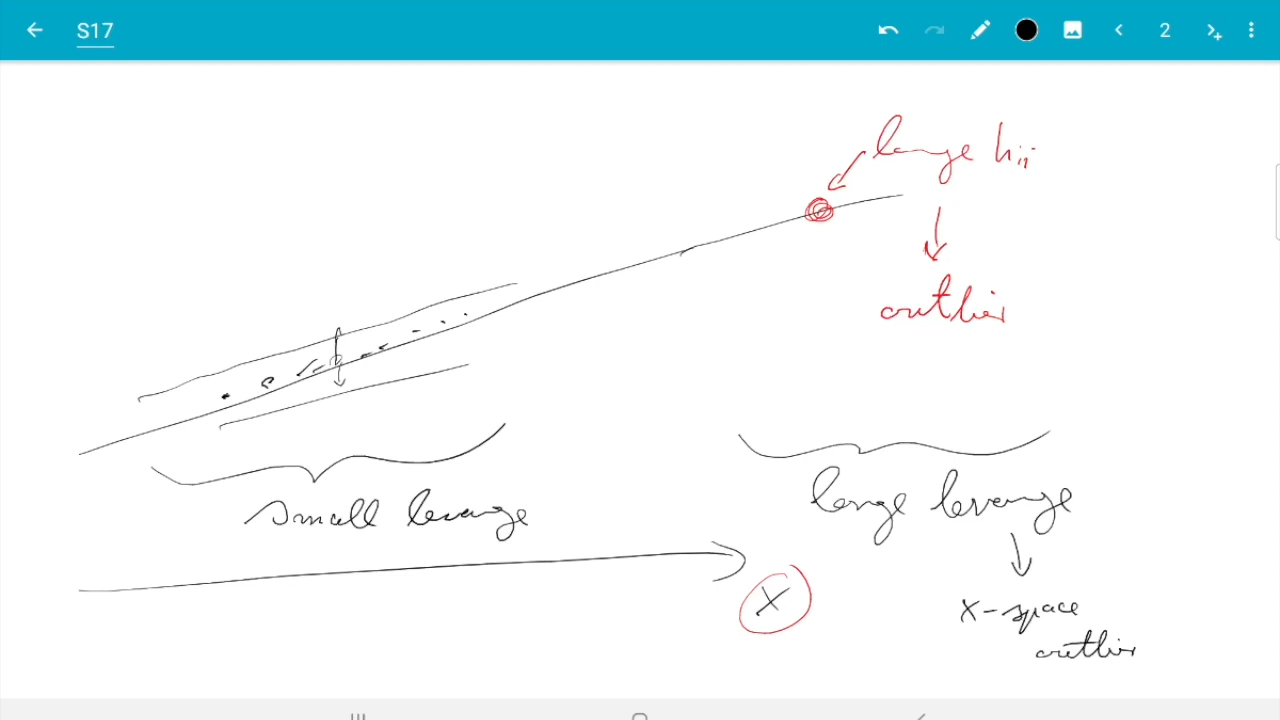 S17
2
large hii
outlier
small leverage
large leverage
X
X-space
outlier